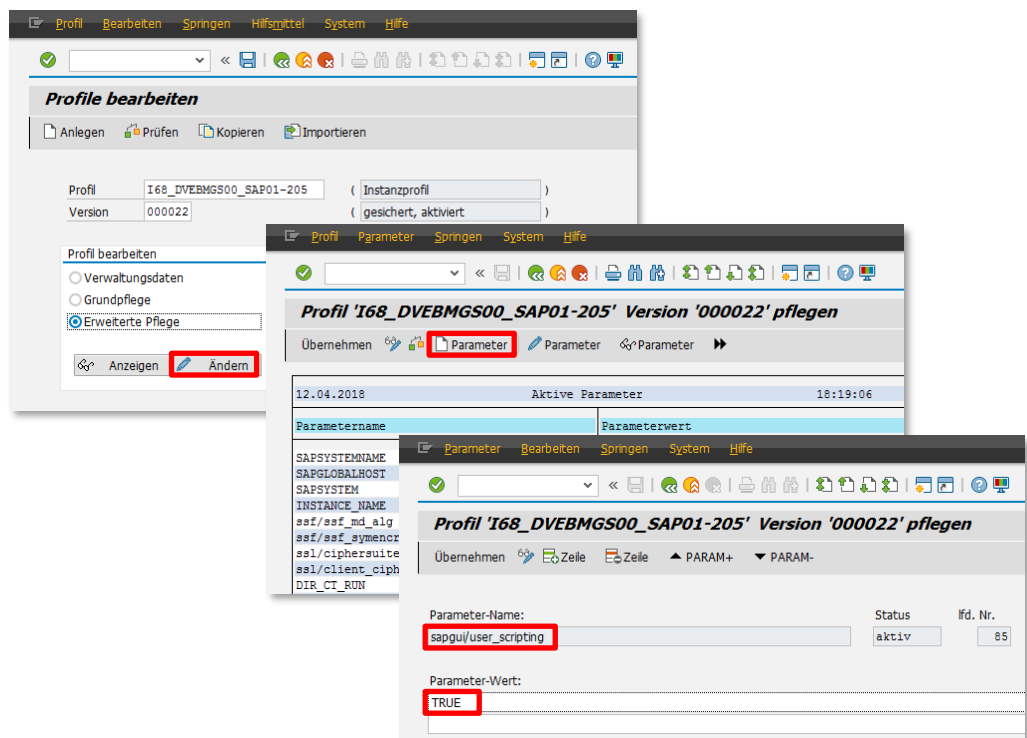 Profil Bearbeiten Springen Hilfsmittel System Hilfe
Profile bearbeiten
Anlegen Prüfen Kopieren Importieren
Profil I68_DVEBMGS00_SAP01-205 ( Instanzprofil )
Version 000022 ( gesichert, aktiviert )
Profil bearbeiten
Verwaltungsdaten
Grundpflege
Erweiterte Pflege
Anzeigen Ändern
Profil Parameter Springen System Hilfe
Profil 'I68_DVEBMGS00_SAP01-205' Version '000022' pflegen
Übernehmen Parameter Parameter Parameter
12.04.2018 Aktive Parameter 18:19:06
Parametername Parameterwert
SAPSYSTEMNAME
SAPGLOBALHOST
SAPSYSTEM
INSTANCE_NAME
ssf/ssf_md_alg
ssf/ssf_symencr
ssl/ciphersuite
ssl/client_ciph
DIR_CT_RUN
Parameter Bearbeiten Springen System Hilfe
Profil 'I68_DVEBMGS00_SAP01-205' Version '000022' pflegen
Übernehmen Zeile Zeile PARAM+ PARAM-
Parameter-Name: Status lfd. Nr.
sapgui/user_scripting aktiv 85
Parameter-Wert:
TRUE